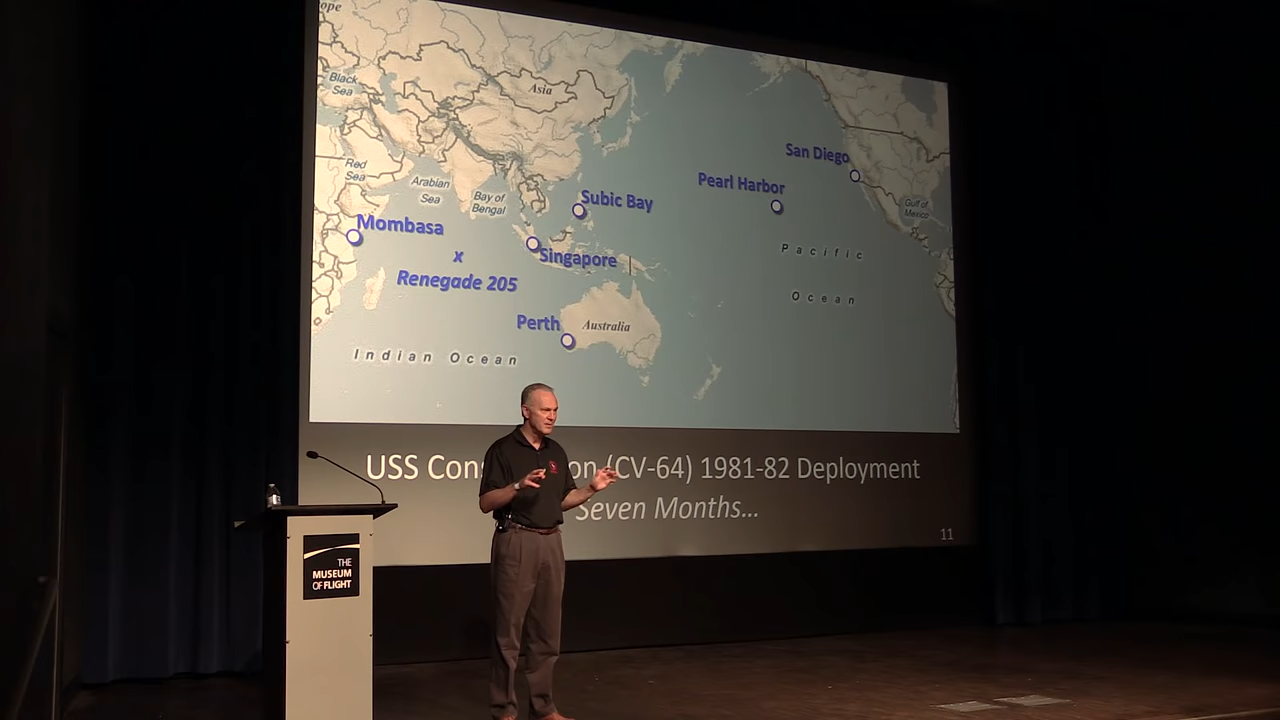 ope
Black
Sea
Asia
San Diego
Red
Sea
Arabian
Sea
Bay of
Bengal
Subic Bay
Pearl Harbor
Gulf of
Mexico
Mombasa
x
Singapore
Pacific
Renegade 205
Ocean
Perth
Australia
Indian Ocean
USS Cons on (CV-64) 1981-82 Deployment
Seven Months...
11
THE
MUSEUM
OF FLIGHT